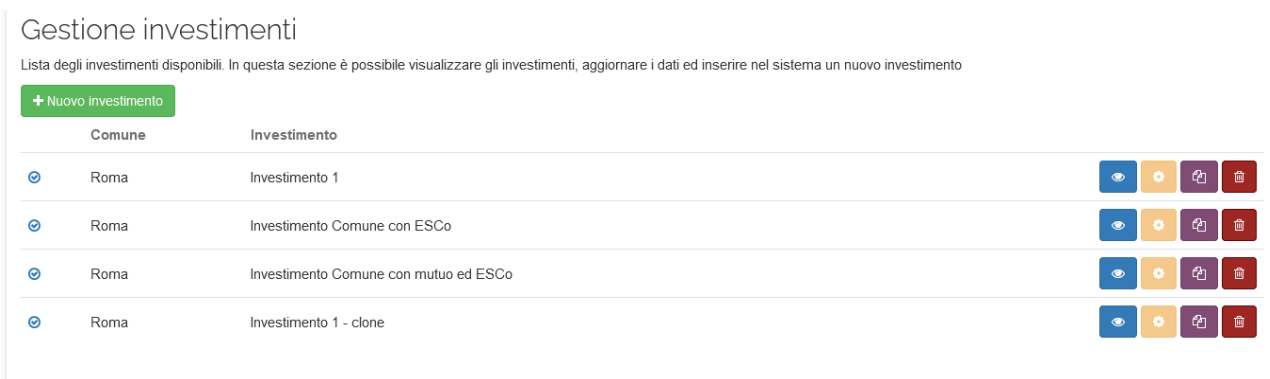 Gestione investimenti
Lista degli investimenti disponibili. In questa sezione è possibile visualizzare gli investimenti, aggiornare i dati ed inserire nel sistema un nuovo investimento
Nuovo investimento
Comune Investimento
Roma Investimento 1
Roma Investimento Comune con ESCo
Roma Investimento Comune con mutuo ed ESCo
Roma Investimento 1 - clone